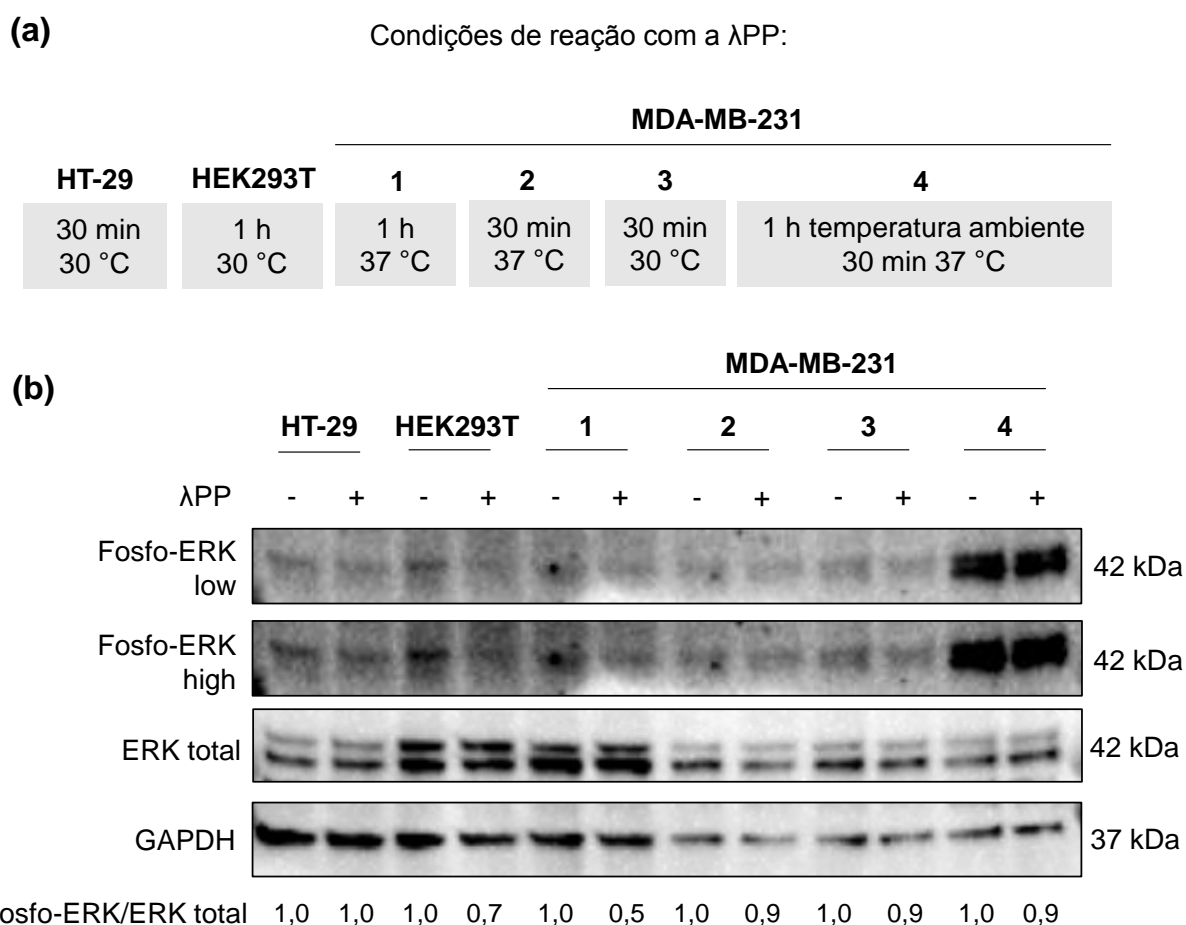 (a)
Condições de reação com a λPP:
MDA-MB-231
HT-29 HEK293T 1 2 3 4
30 min 1 h 1 h 30 min 30 min 1 h temperatura ambiente
30 °C 30 °C 37 °C 37 °C 30 °C 30 min 37 °C
(b)
MDA-MB-231
HT-29 HEK293T 1 2 3 4
λPP - + - + - + - + - + - +
Fosfo-ERK
low
42 kDa
Fosfo-ERK
high
42 kDa
ERK total 42 kDa
GAPDH 37 kDa
osfo-ERK/ERK total 1,0 1,0 1,0 0,7 1,0 0,5 1,0 0,9 1,0 0,9 1,0 0,9